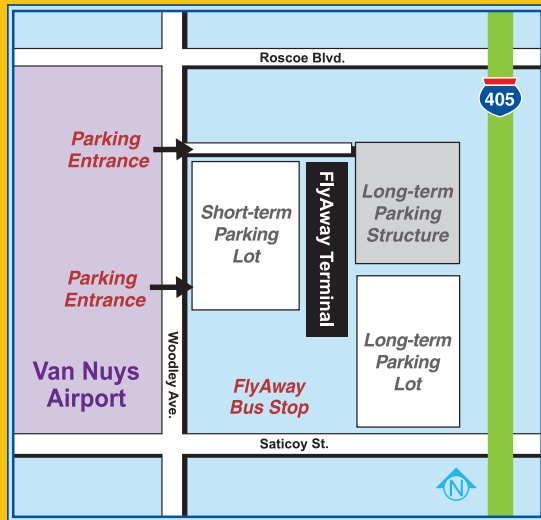 Roscoe Blvd.
405
Parking
Entrance
Short-term
Parking
Lot
FlyAway Terminal
Long-term
Parking
Structure
Parking
Entrance
Woodley Ave.
Long-term
Parking
Lot
Van Nuys
Airport
FlyAway
Bus Stop
Saticoy St.
N